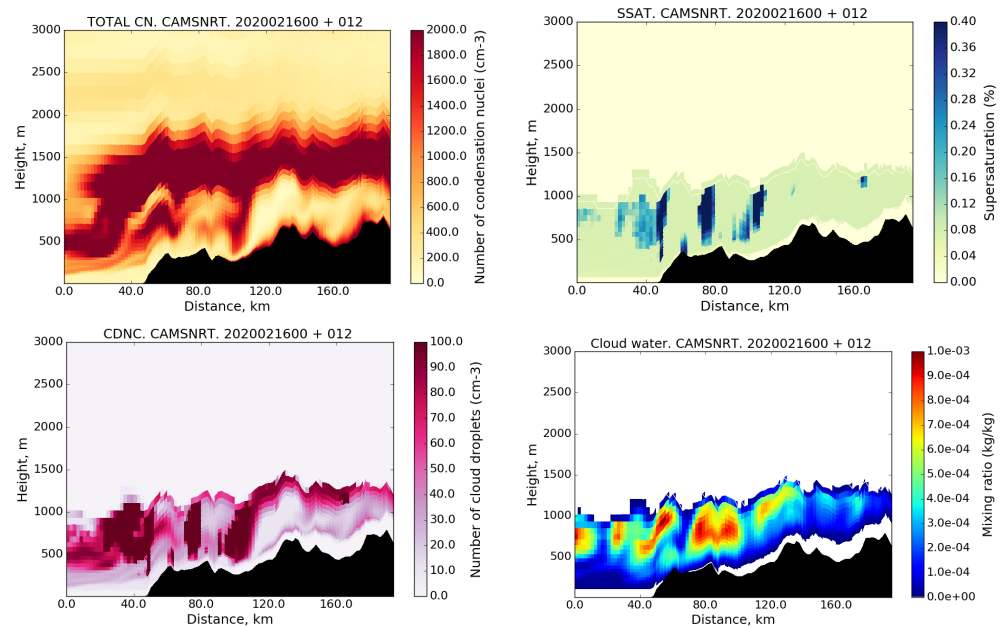 TOTAL CN. CAMSNRT. 2020021600 + 012
3000
2500
2000
1500
1000
500
Height, m
0.0 40.0 80.0 120.0 160.0
Distance, km
2000.0
1800.0
1600.0
1400.0
1200.0
1000.0
800.0
600.0
400.0
200.0
0.0
Number of condensation nuclei (cm-3)
SSAT. CAMSNRT. 2020021600 + 012
3000
2500
2000
1500
1000
500
Height, m
0.0 40.0 80.0 120.0 160.0
Distance, km
0.40
0.36
0.32
0.28
0.24
0.20
0.16
0.12
0.08
0.04
0.00
Supersaturation (%)
CDNC. CAMSNRT. 2020021600 + 012
3000
2500
2000
1500
1000
500
Height, m
0.0 40.0 80.0 120.0 160.0
Distance, km
100.0
90.0
80.0
70.0
60.0
50.0
40.0
30.0
20.0
10.0
0.0
Number of cloud droplets (cm-3)
Cloud water. CAMSNRT. 2020021600 + 012
3000
2500
2000
1500
1000
500
Height, m
0.0 40.0 80.0 120.0 160.0
Distance, km
1.0e-03
9.0e-04
8.0e-04
7.0e-04
6.0e-04
5.0e-04
4.0e-04
3.0e-04
2.0e-04
1.0e-04
0.0e+00
Mixing ratio (kg/kg)